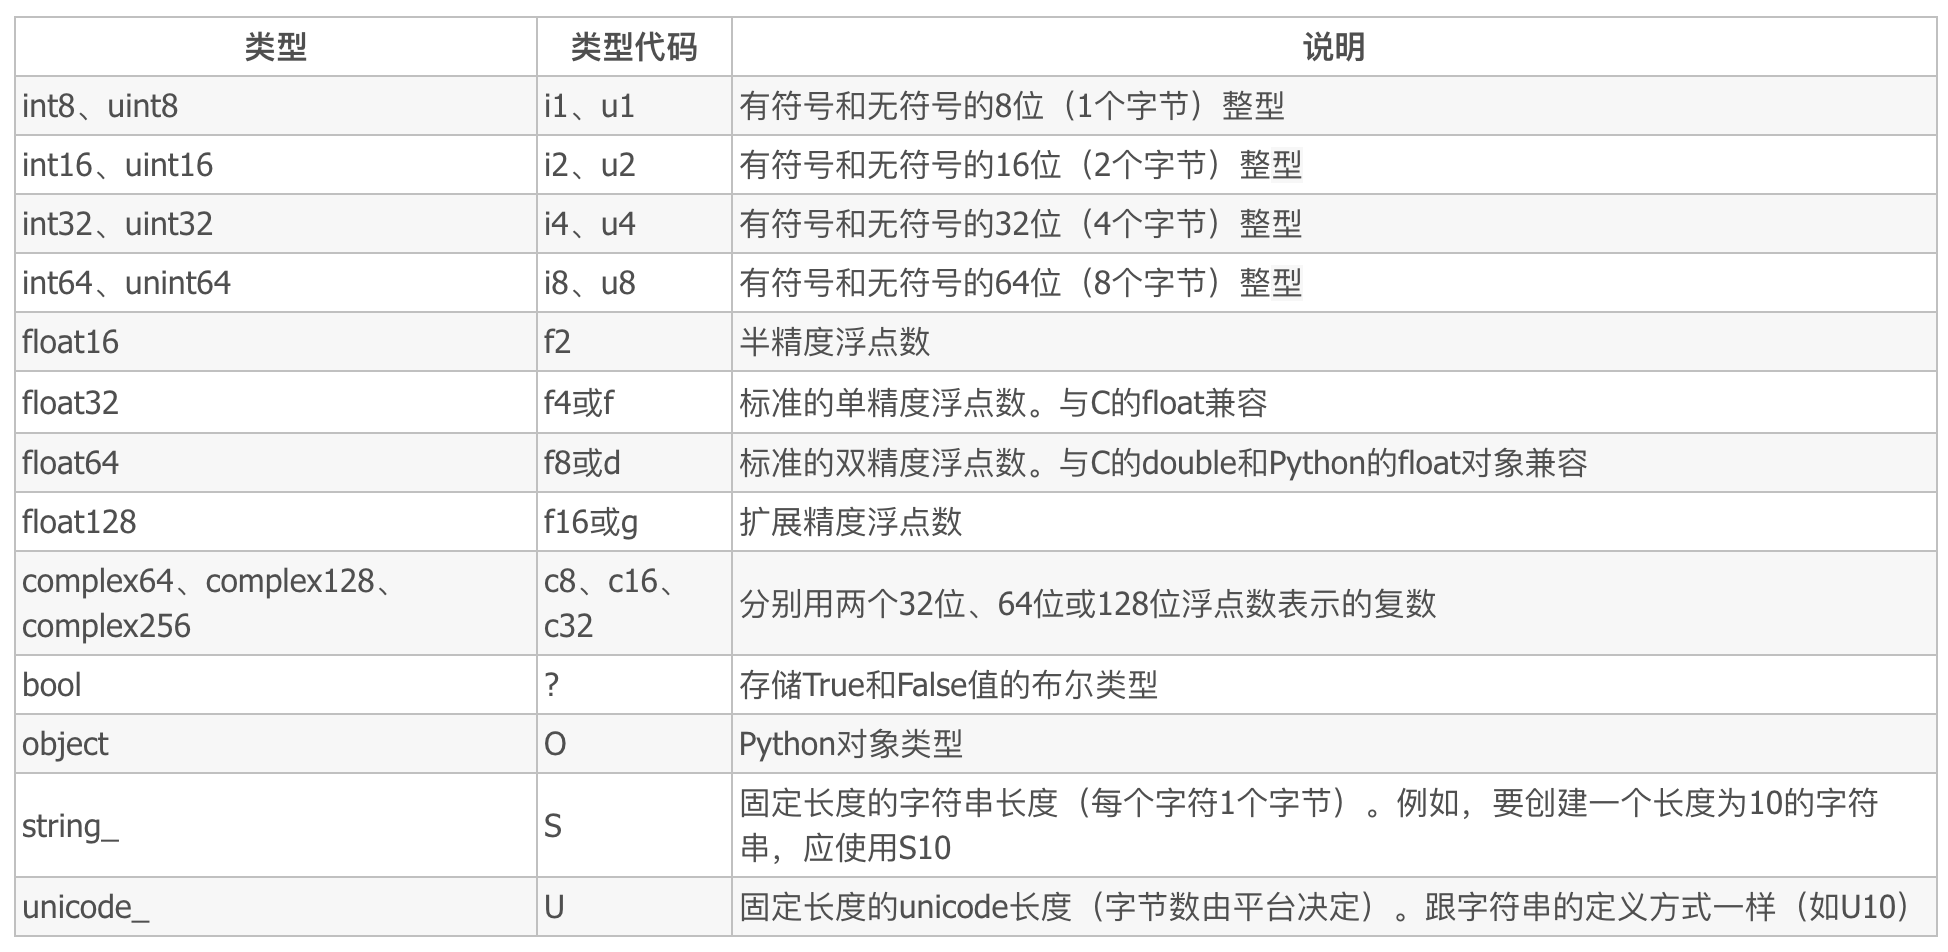 类型 类型代码 说明
int8、uint8 i1、u1 有符号和无符号的8位（1个字节）整型
int16、uint16 i2、u2 有符号和无符号的16位（2个字节）整型
int32、uint32 i4、u4 有符号和无符号的32位（4个字节）整型
int64、unint64 i8、u8 有符号和无符号的64位（8个字节）整型
float16 f2 半精度浮点数
float32 f4或f 标准的单精度浮点数。与C的float兼容
float64 f8或d 标准的双精度浮点数。与C的double和Python的float对象兼容
float128 f16或g 扩展精度浮点数
complex64、complex128、
complex256
c8、c16、
c32
分别用两个32位、64位或128位浮点数表示的复数
bool ? 存储True和False值的布尔类型
object O Python对象类型
string_ S
固定长度的字符串长度（每个字符1个字节）。例如，要创建一个长度为10的字符
串，应使用S10
unicode_ U 固定长度的unicode长度（字节数由平台决定）。跟字符串的定义方式一样（如U10）